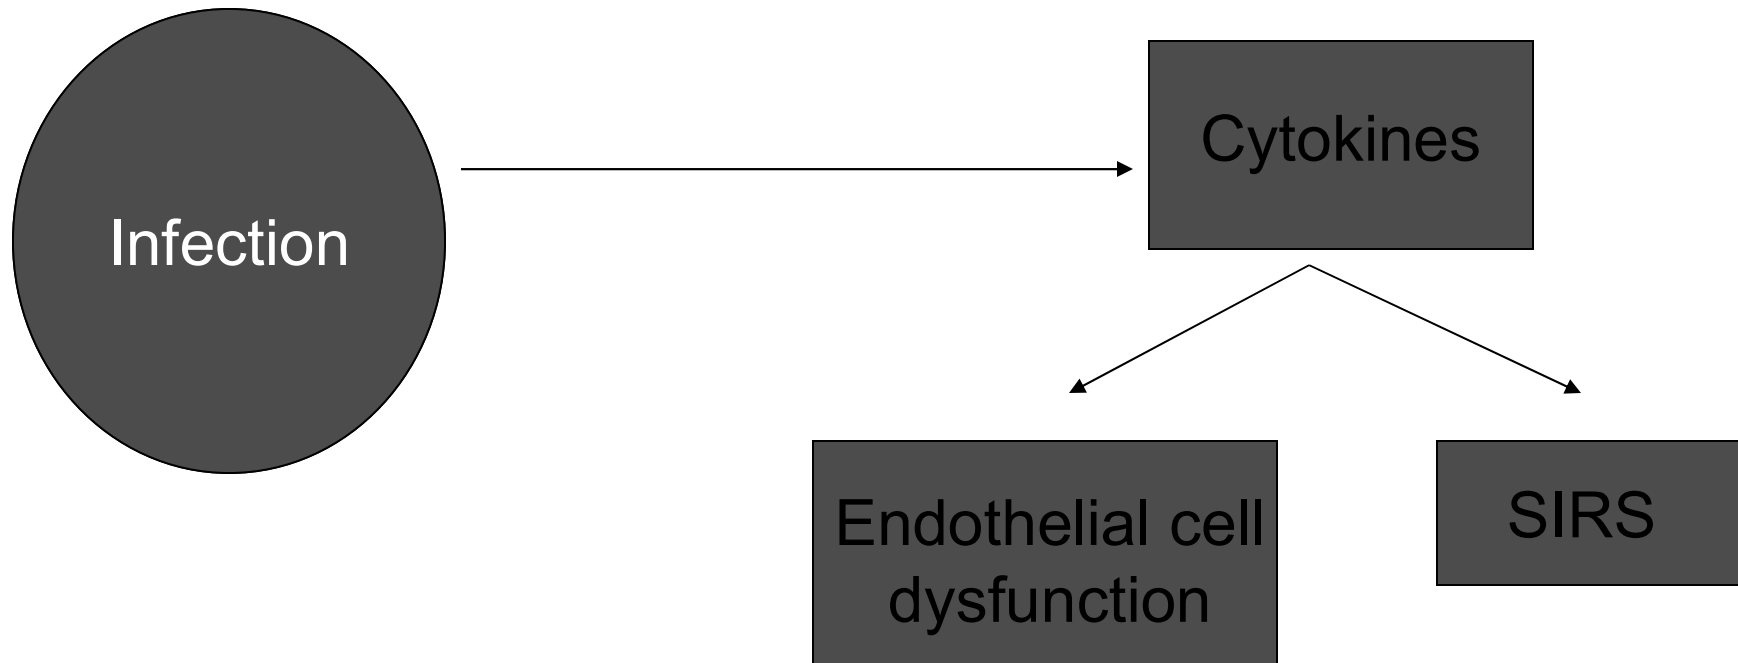 Infection
Cytokines
Endothelial cell
dysfunction
SIRS